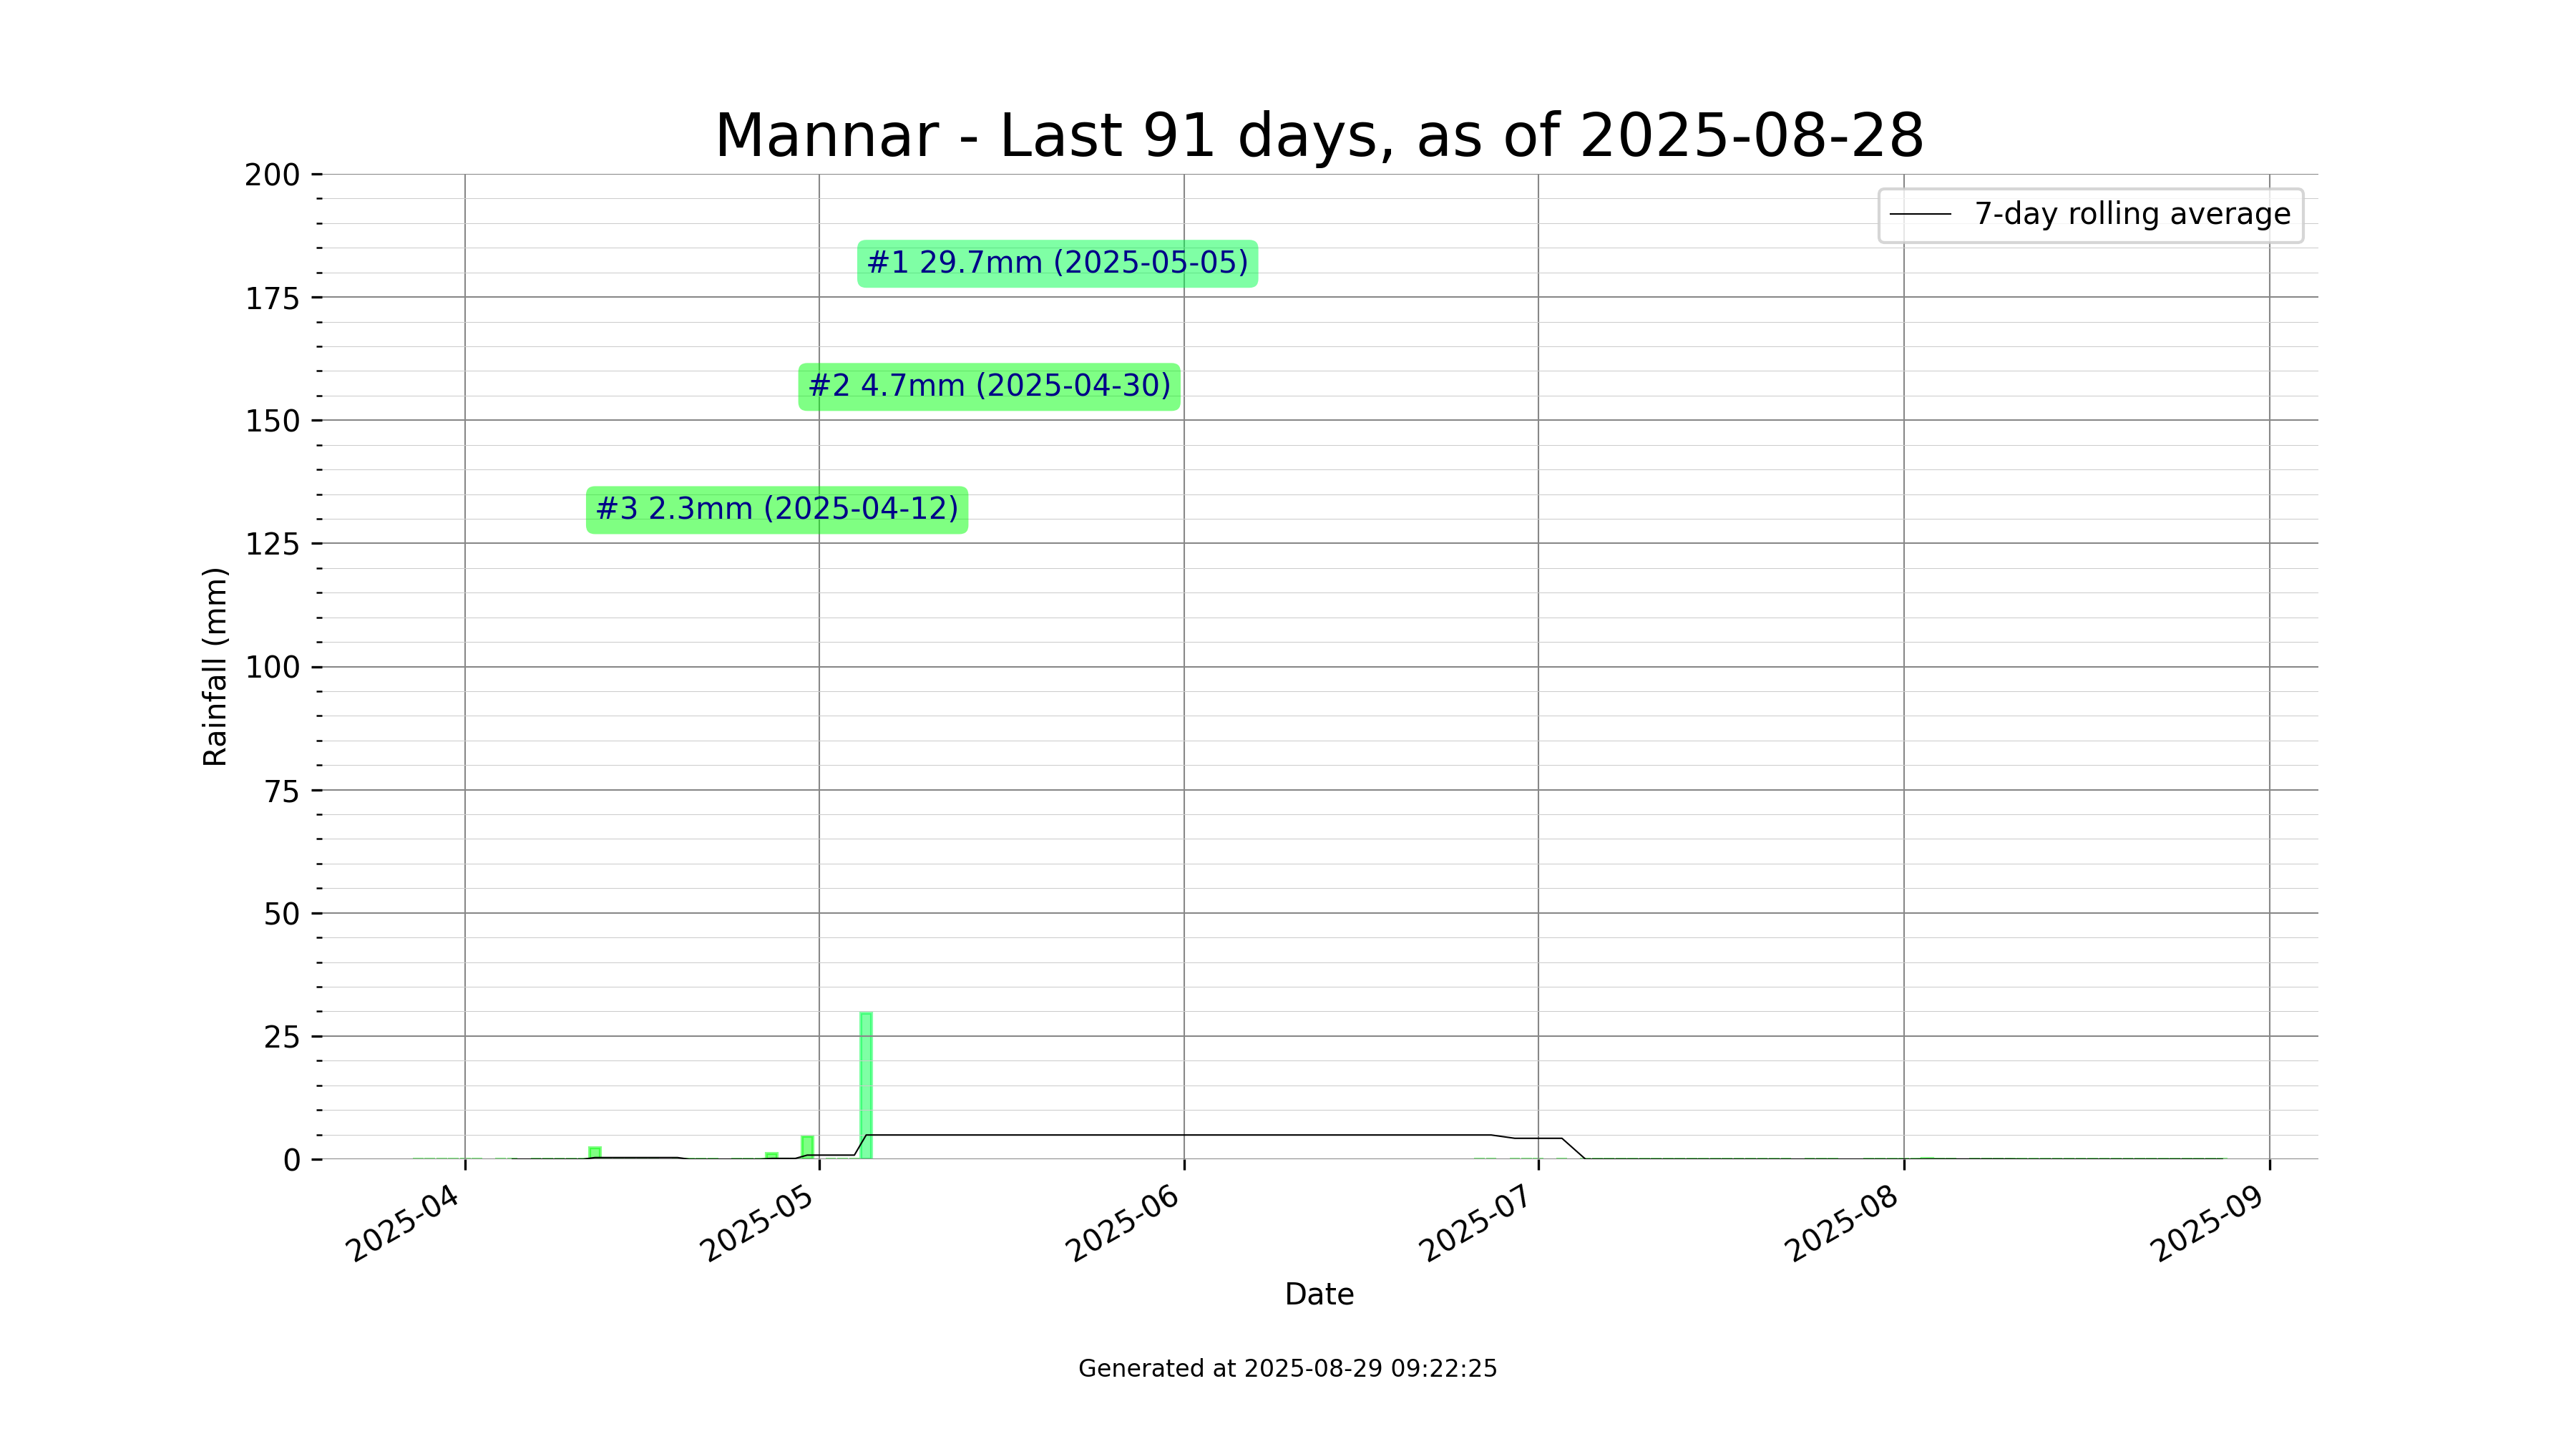 Mannar - Last 91 days, as of 2025-08-28
7-day rolling average
#1 29.7mm (2025-05-05)
#2 4.7mm (2025-04-30)
#3 2.3mm (2025-04-12)
Rainfall (mm)
200
175
150
125
100
75
50
25
0
2025-04
2025-05
2025-06
2025-07
2025-08
2025-09
Date
Generated at 2025-08-29 09:22:25